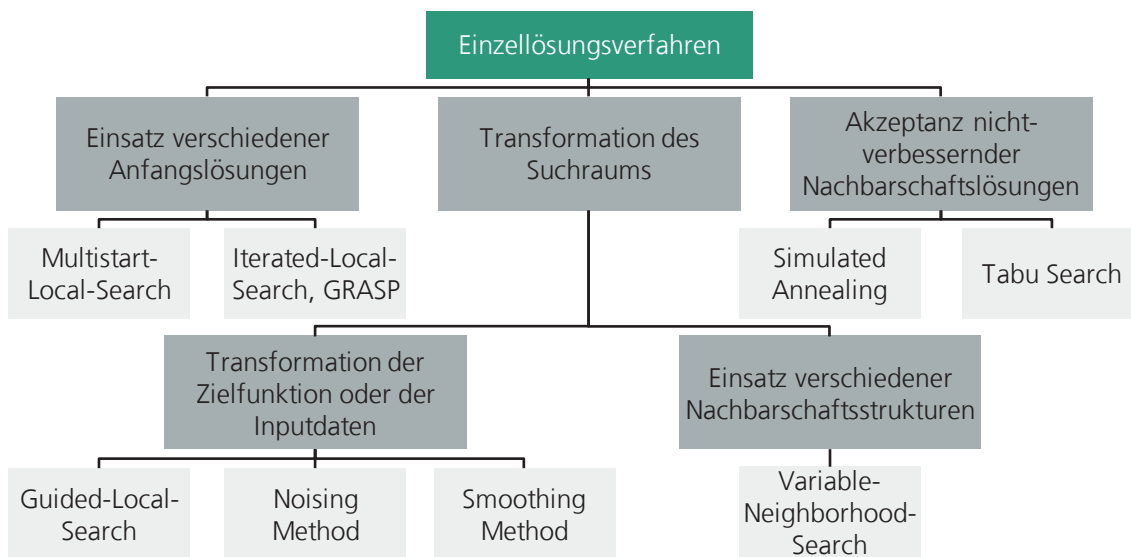 Einzellösungsverfahren
Einsatz verschiedener
Anfangslösungen
Transformation des
Suchraums
Akzeptanz nicht-
verbessernder
Nachbarschaftslösungen
Multistart-
Local-Search
Iterated-Local-
Search, GRASP
Simulated
Annealing
Tabu Search
Transformation der
Zielfunktion oder der
Inputdaten
Einsatz verschiedener
Nachbarschaftsstrukturen
Guided-Local-
Search
Noising
Method
Smoothing
Method
Variable-
Neighborhood-
Search